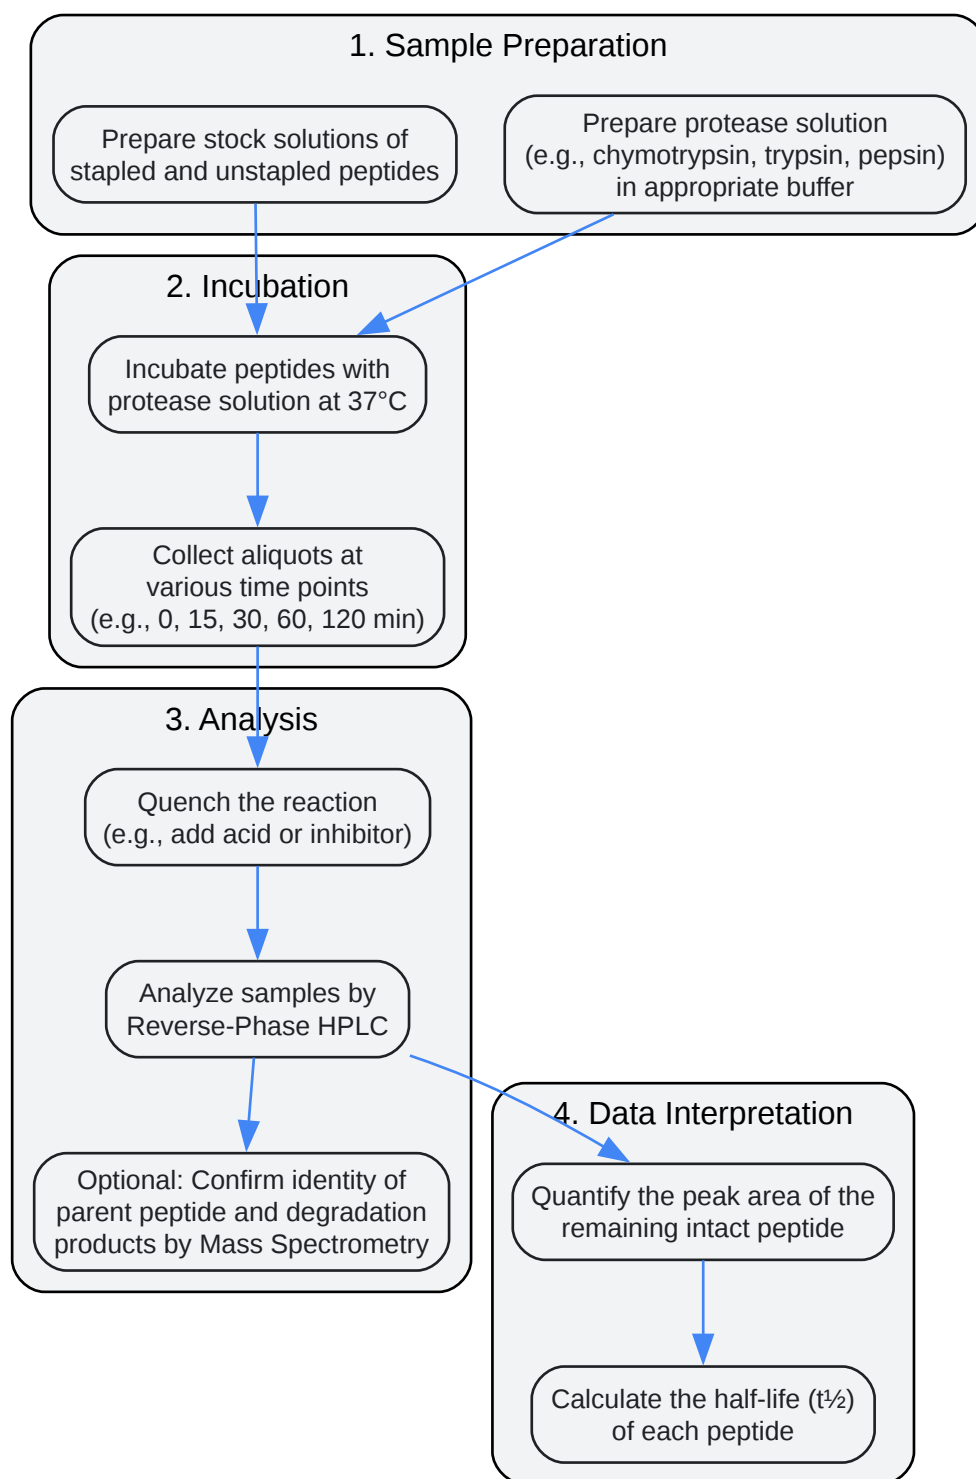 1. Sample Preparation
Prepare stock solutions of
stapled and unstapled peptides
Prepare protease solution
(e.g., chymotrypsin, trypsin, pepsin)
in appropriate buffer
2. Incubation
Incubate peptides with
protease solution at 37°C
Collect aliquots at
various time points
(e.g., 0, 15, 30, 60, 120 min)
3. Analysis
Quench the reaction
(e.g., add acid or inhibitor)
Analyze samples by
Reverse-Phase HPLC
Optional: Confirm identity of
parent peptide and degradation
products by Mass Spectrometry
4. Data Interpretation
Quantify the peak area of the
remaining intact peptide
Calculate the half-life (t½)
of each peptide